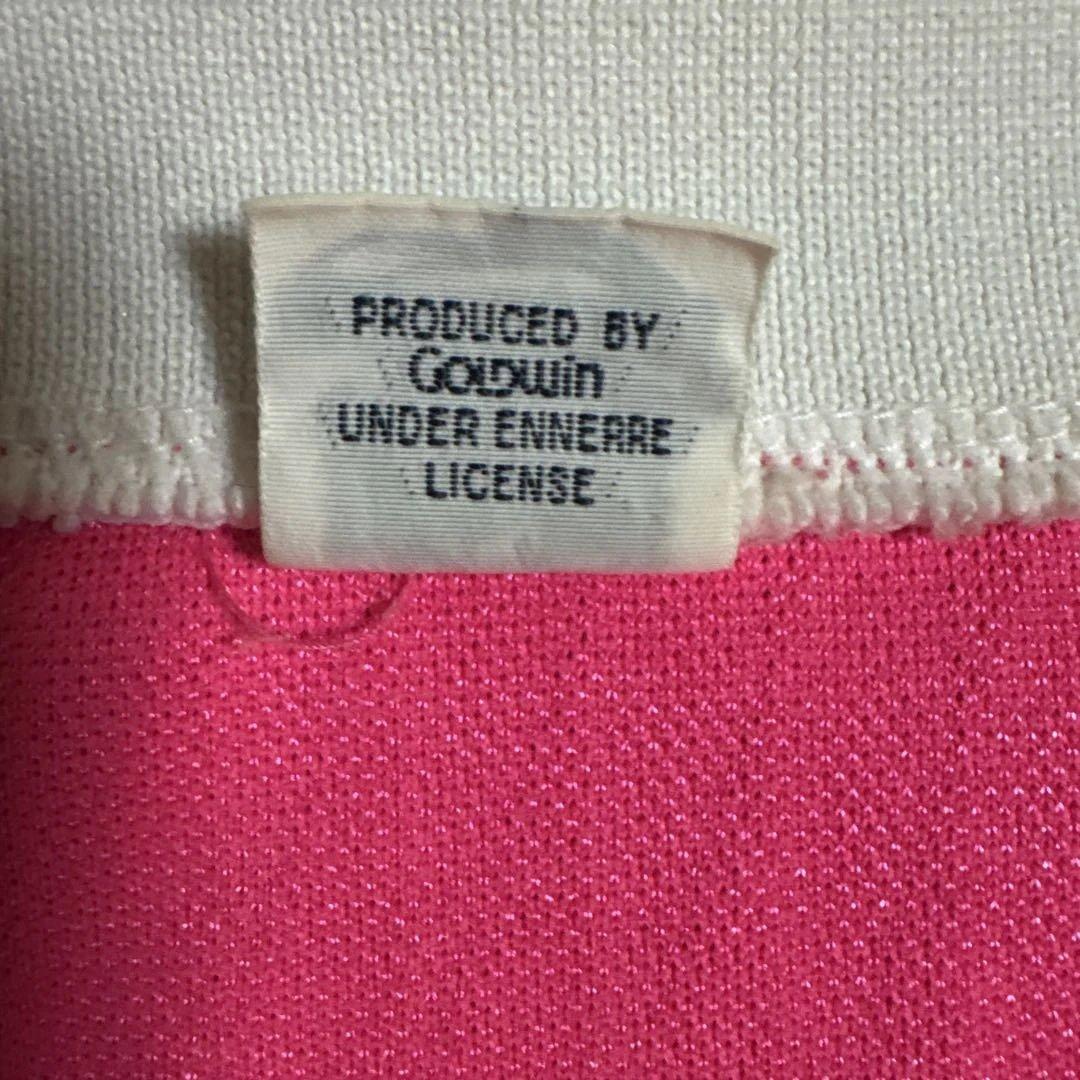 PRODUCED BY
GOLDWin
UNDER ENNERRE
LICENSE